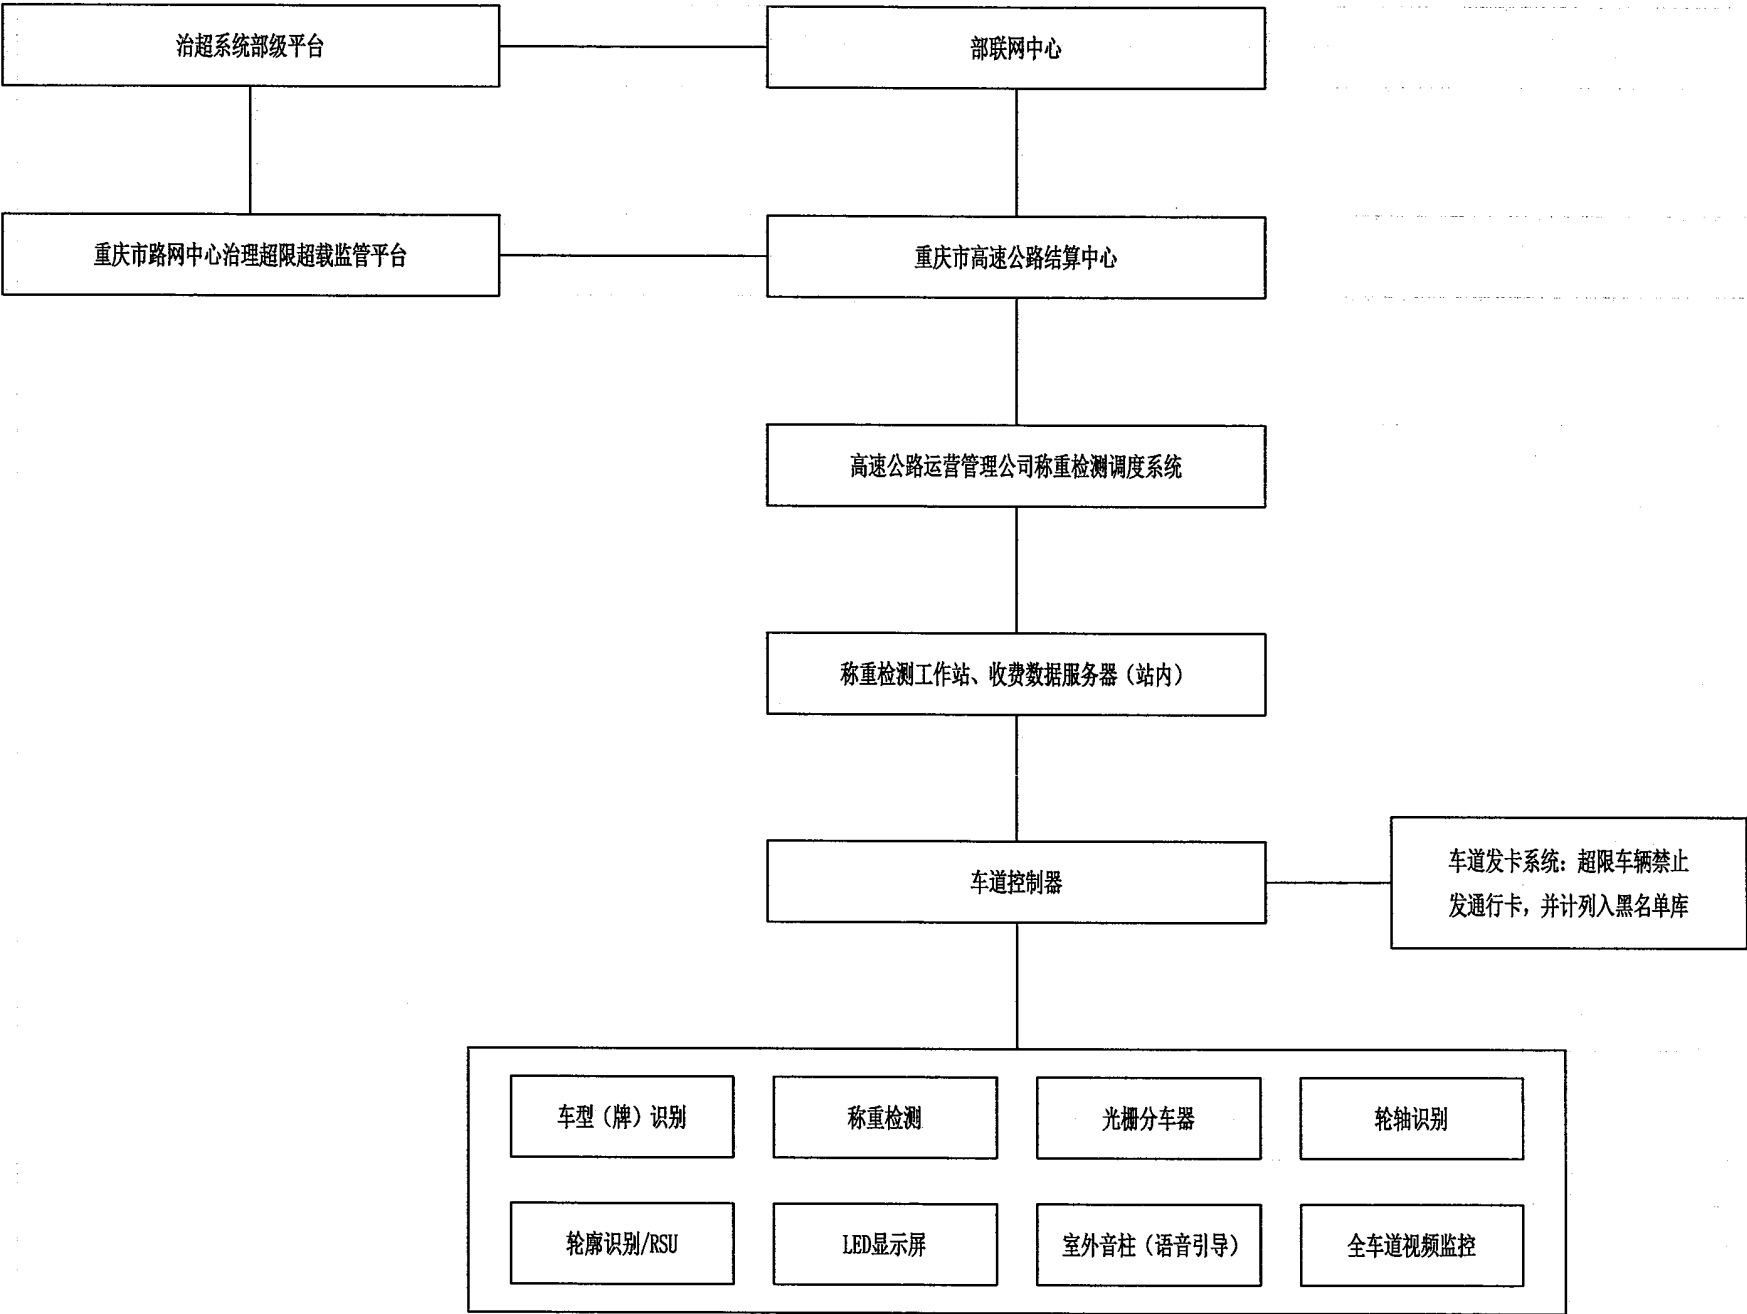 治超系统部级平台
部联网中心
重庆市路网中心治理超限超载监管平台
重庆市高速公路结算中心
高速公路运营管理公司称重检测调度系统
称重检测工作站、收费数据服务器（站内）
车道控制器
车道发卡系统：超限车辆禁止
发通行卡，并计列入黑名单库
车型（牌）识别
称重检测
光栅分车器
轮轴识别
轮廓识别/RSU
LED显示屏
室外音柱（语音引导）
全车道视频监控